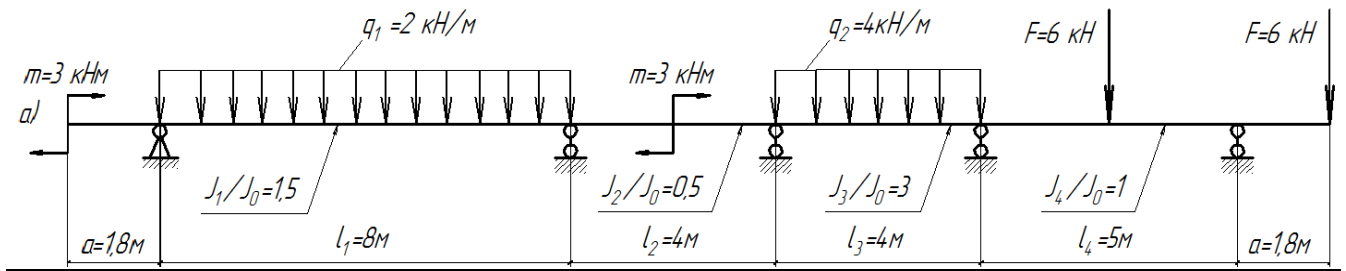 q₁=2 кН/м
q₂=4кН/м
F=6 кН
F=6 кН
m=3 кНм
m=3 кНм
а)
J₁/J₀=1,5
J₂/J₀=0,5
J₃/J₀=3
J₄/J₀=1
a=1,8м
l₁=8м
l₂=4м
l₃=4м
l₄=5м
a=1,8м